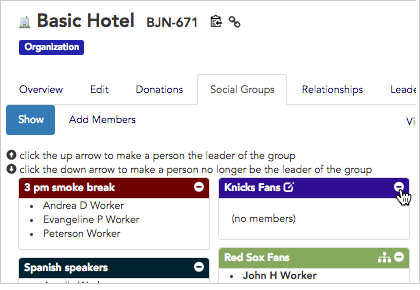 Basic Hotel BJN-671
Organization
Overview Edit Donations Social Groups Relationships Leade
Show Add Members Vi
click the up arrow to make a person the leader of the group
click the down arrow to make a person no longer be the leader of the group
3 pm smoke break
Andrea D Worker
Evangeline P Worker
Peterson Worker
Knicks Fans
(no members)
Spanish speakers
Red Sox Fans
John H Worker